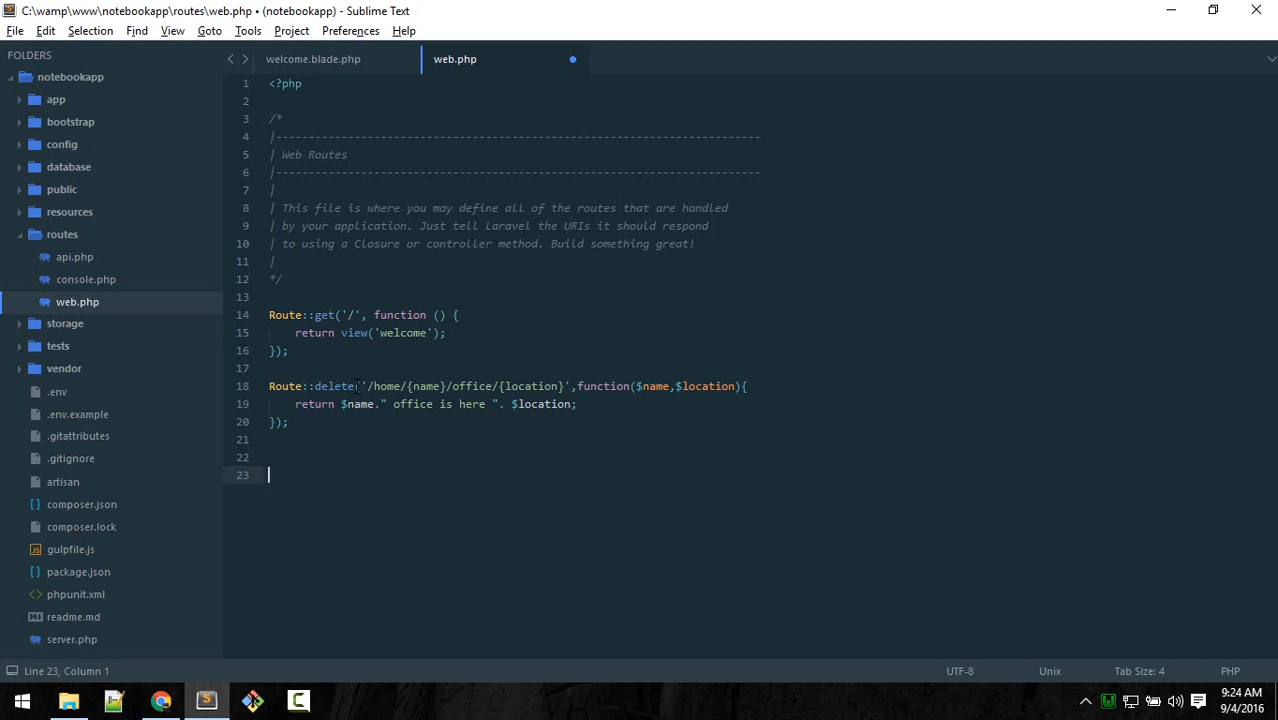 C:\wamp\www\notebookapp\routes\web.php • (notebookapp) - Sublime Text
File Edit Selection Find View Goto Tools Project Preferences Help
FOLDERS
notebookapp
app
bootstrap
config
database
public
resources
routes
api.php
console.php
web.php
storage
tests
vendor
.env
.env.example
.gitattributes
.gitignore
artisan
composer.json
composer.lock
gulpfile.js
package.json
phpunit.xml
readme.md
server.php
welcome.blade.php web.php
1 <?php
2
3 /*
4 |--------------------------------------------------------------------------
5 | Web Routes
6 |--------------------------------------------------------------------------
7 |
8 | This file is where you may define all of the routes that are handled
9 | by your application. Just tell Laravel the URIs it should respond
10 | to using a Closure or controller method. Build something great!
11 |
12 */
13
14 Route::get('/', function () {
15     return view('welcome');
16 });
17
18 Route::delete('/home/{name}/office/{location}',function($name,$location){
19     return $name." office is here ". $location;
20 });
21
22
23
Line 23, Column 1 UTF-8 Unix Tab Size: 4 PHP
9:24 AM
9/4/2016